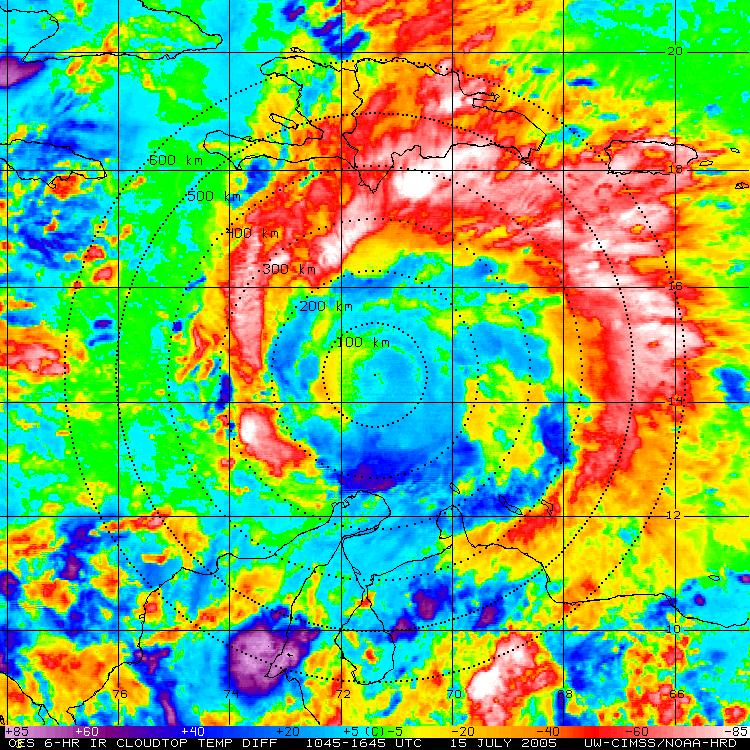 20
600 km
18
500 km
400 km
300 km
16
200 km
100 km
14
12
10
76 74 72 70 68 66
+85 +60 +40 +20 +5 (C) -5 -20 -40 -60 -85
6-HR IR CLOUDTOP TEMP DIFF 1045-1645 UTC 15 JULY 2005 UW-CIMSS/NOAA-HRD